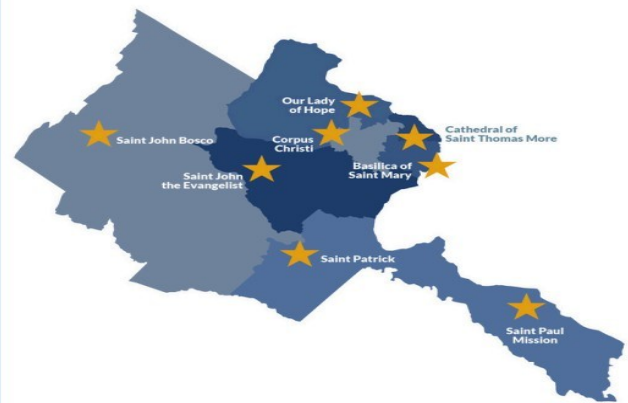 Our Lady
of Hope
Cathedral of
Saint Thomas More
Saint John Bosco
Corpus
Christi
Basilica of
Saint Mary
Saint John
the Evangelist
Saint Patrick
Saint Paul
Mission